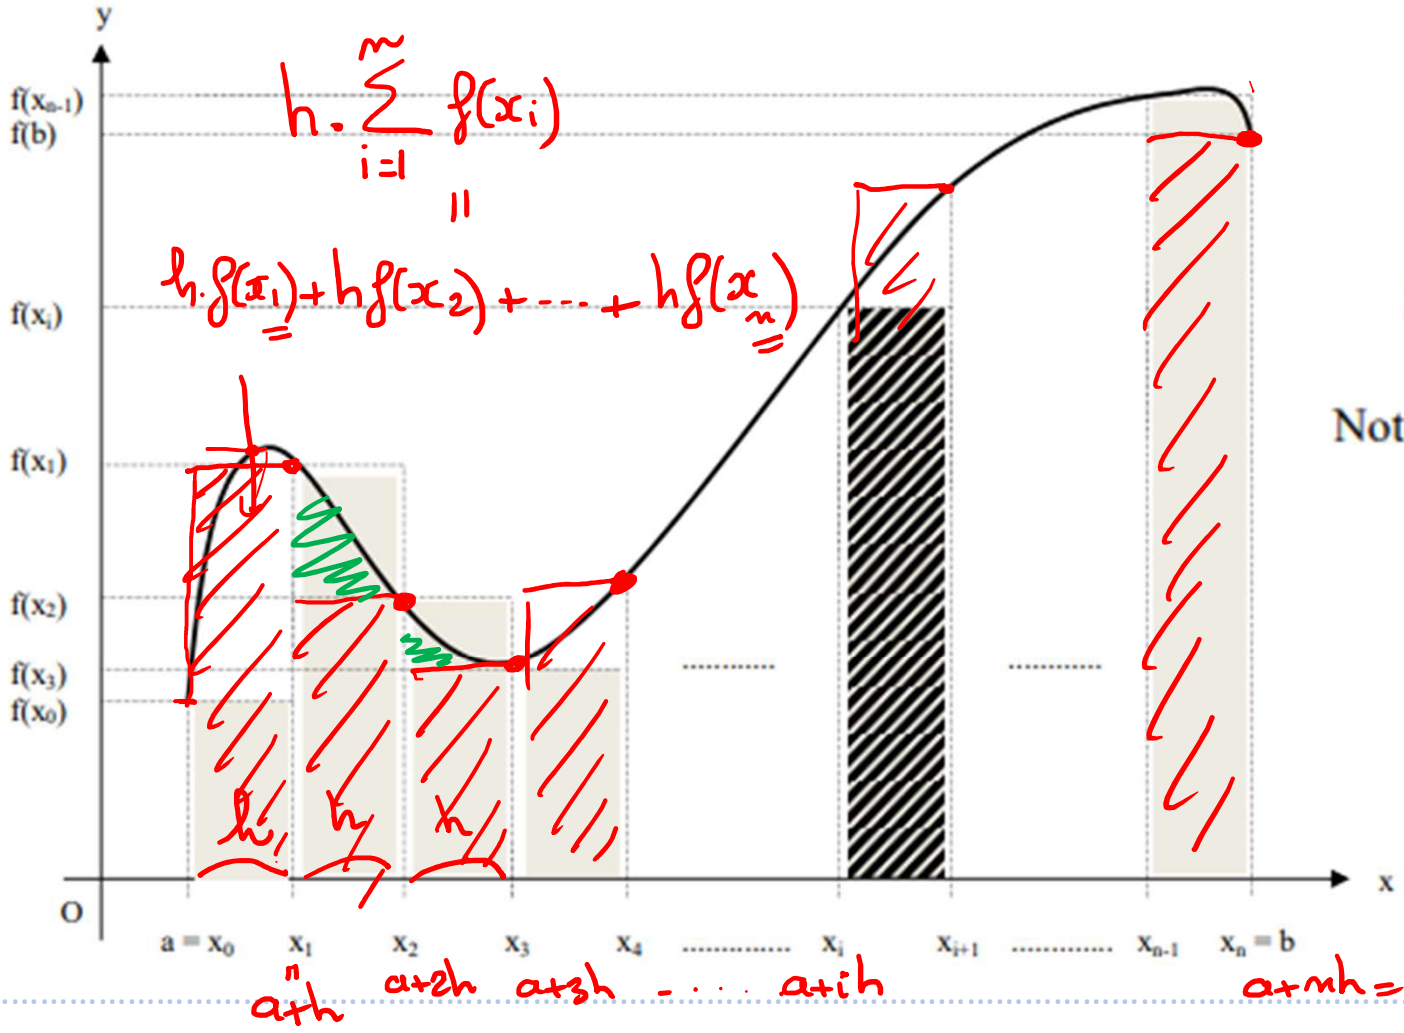 y
n
f(xₙ₋₁)
h. ∑ f(xᵢ)
f(b)
i=1
=
h.f(x₁)+hf(x₂)+----+hf(xₙ)
f(xᵢ)
Not
f(x₁)
f(x₂)
f(x₃)
..............
..............
f(x₀)
h h h
x
O
a = x₀ x₁ x₂ x₃ x₄ ................ xᵢ xᵢ₊₁ ............... xₙ₋₁ xₙ = b
"
a+h a+2h a+3h - .... a+ih a+nh=